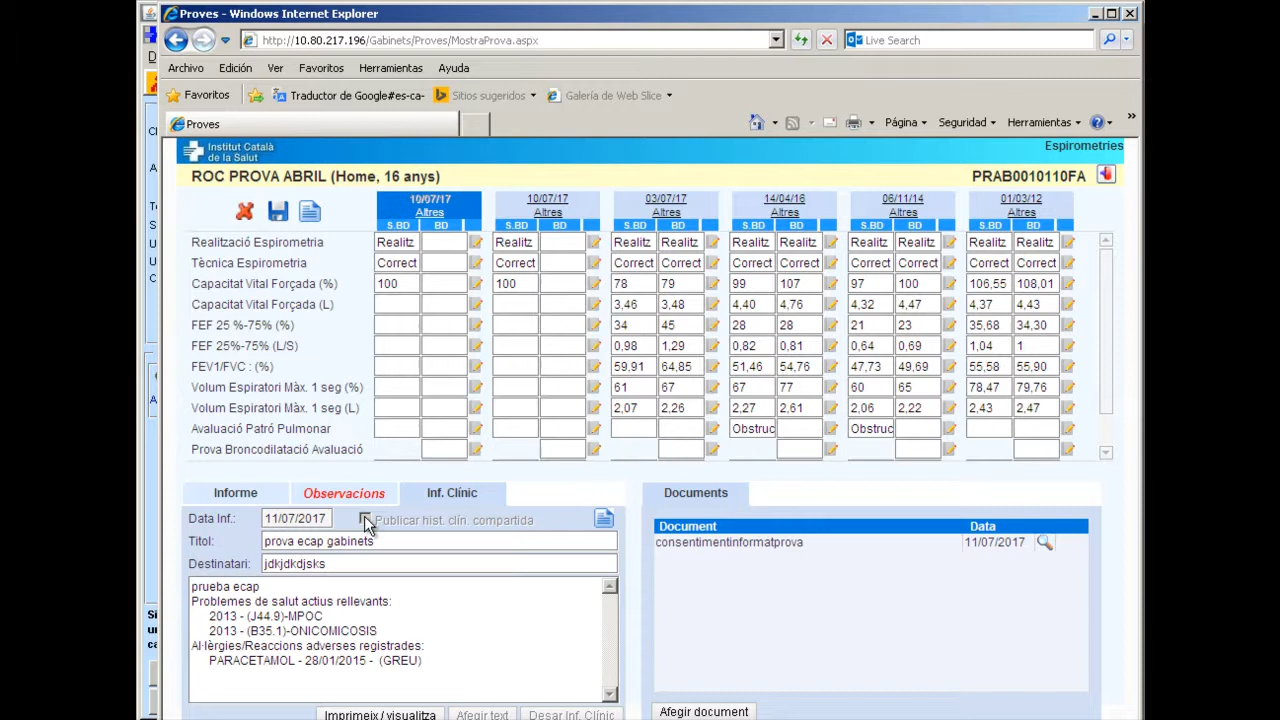 Proves - Windows Internet Explorer
http://10.80.217.196/Gabinets/Proves/MostraProva.aspx
Live Search
Archivo Edición Ver Favoritos Herramientas Ayuda
Favoritos Traductor de Google#es-ca- Sitios sugeridos Galería de Web Slice
Proves
Página Seguridad Herramientas
Institut Català
de la Salut
Espirometries
ROC PROVA ABRIL (Home, 16 anys) PRAB0010110FA
10/07/17 10/07/17 03/07/17 14/04/16 06/11/14 01/03/12
Altres Altres Altres Altres Altres Altres
S.BD BD S.BD BD S.BD BD S.BD BD S.BD BD S.BD BD
Realització Espirometria Realitz Realitz Realitz Realitz Realitz Realitz Realitz Realitz Realitz Realitz
Tècnica Espirometria Correct Correct Correct Correct Correct Correct Correct Correct Correct Correct
Capacitat Vital Forçada (%) 100 100 78 79 99 107 97 100 106,55 108,01
Capacitat Vital Forçada (L) 3,46 3,48 4,40 4,76 4,32 4,47 4,37 4,43
FEF 25 %-75% (%) 34 45 28 28 21 23 35,68 34,30
FEF 25%-75% (L/S) 0,98 1,29 0,82 0,81 0,64 0,69 1,04 1
FEV1/FVC : (%) 59,91 64,85 51,46 54,76 47,73 49,69 55,58 55,90
Volum Espiratori Màx. 1 seg (%) 61 67 67 77 60 65 78,47 79,76
Volum Espiratori Màx. 1 seg (L) 2,07 2,26 2,27 2,61 2,06 2,22 2,43 2,47
Avaluació Patró Pulmonar Obstruc Obstruc
Prova Broncodilatació Avaluació
Informe Observacions Inf. Clínic
Data Inf.: 11/07/2017 Publicar hist. clín. compartida
Titol: prova ecap gabinets
Destinatari: jdkjdkdjsks
prueba ecap
Problemes de salut actius rellevants:
2013 - (J44.9)-MPOC
2013 - (B35.1)-ONICOMICOSIS
Al·lèrgies/Reaccions adverses registrades:
PARACETAMOL - 28/01/2015 - (GREU)
Imprimeix / visualitza Afegir text Desar Inf. Clínic
Documents
Document Data
consentimentinformatprova 11/07/2017
Afegir document